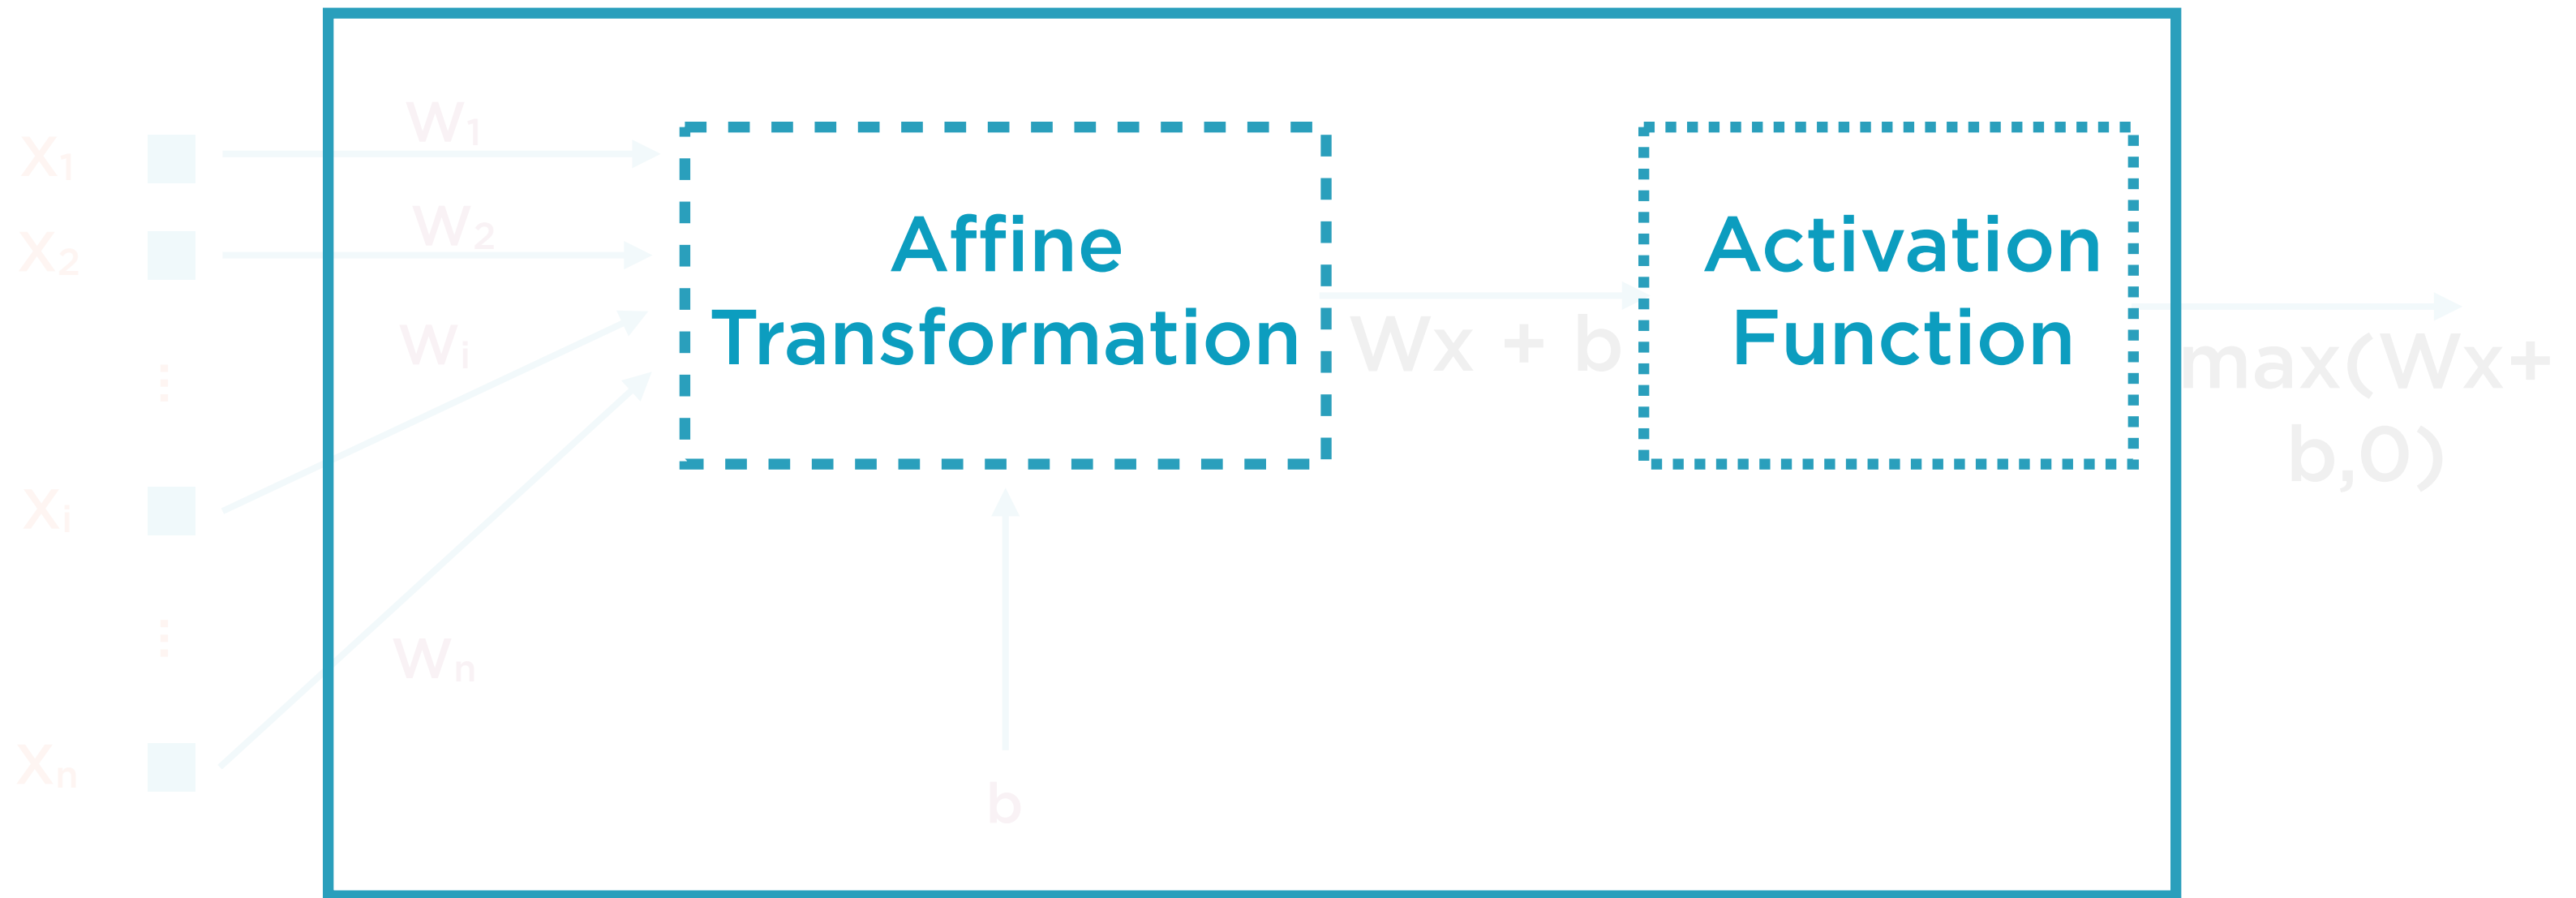 W₁
X₁
W₂
X₂
Affine
Transformation
Activation
Function
Wᵢ
Wx + b
max(Wx+
b,0)
⋮
Xᵢ
⋮
Wₙ
Xₙ
b